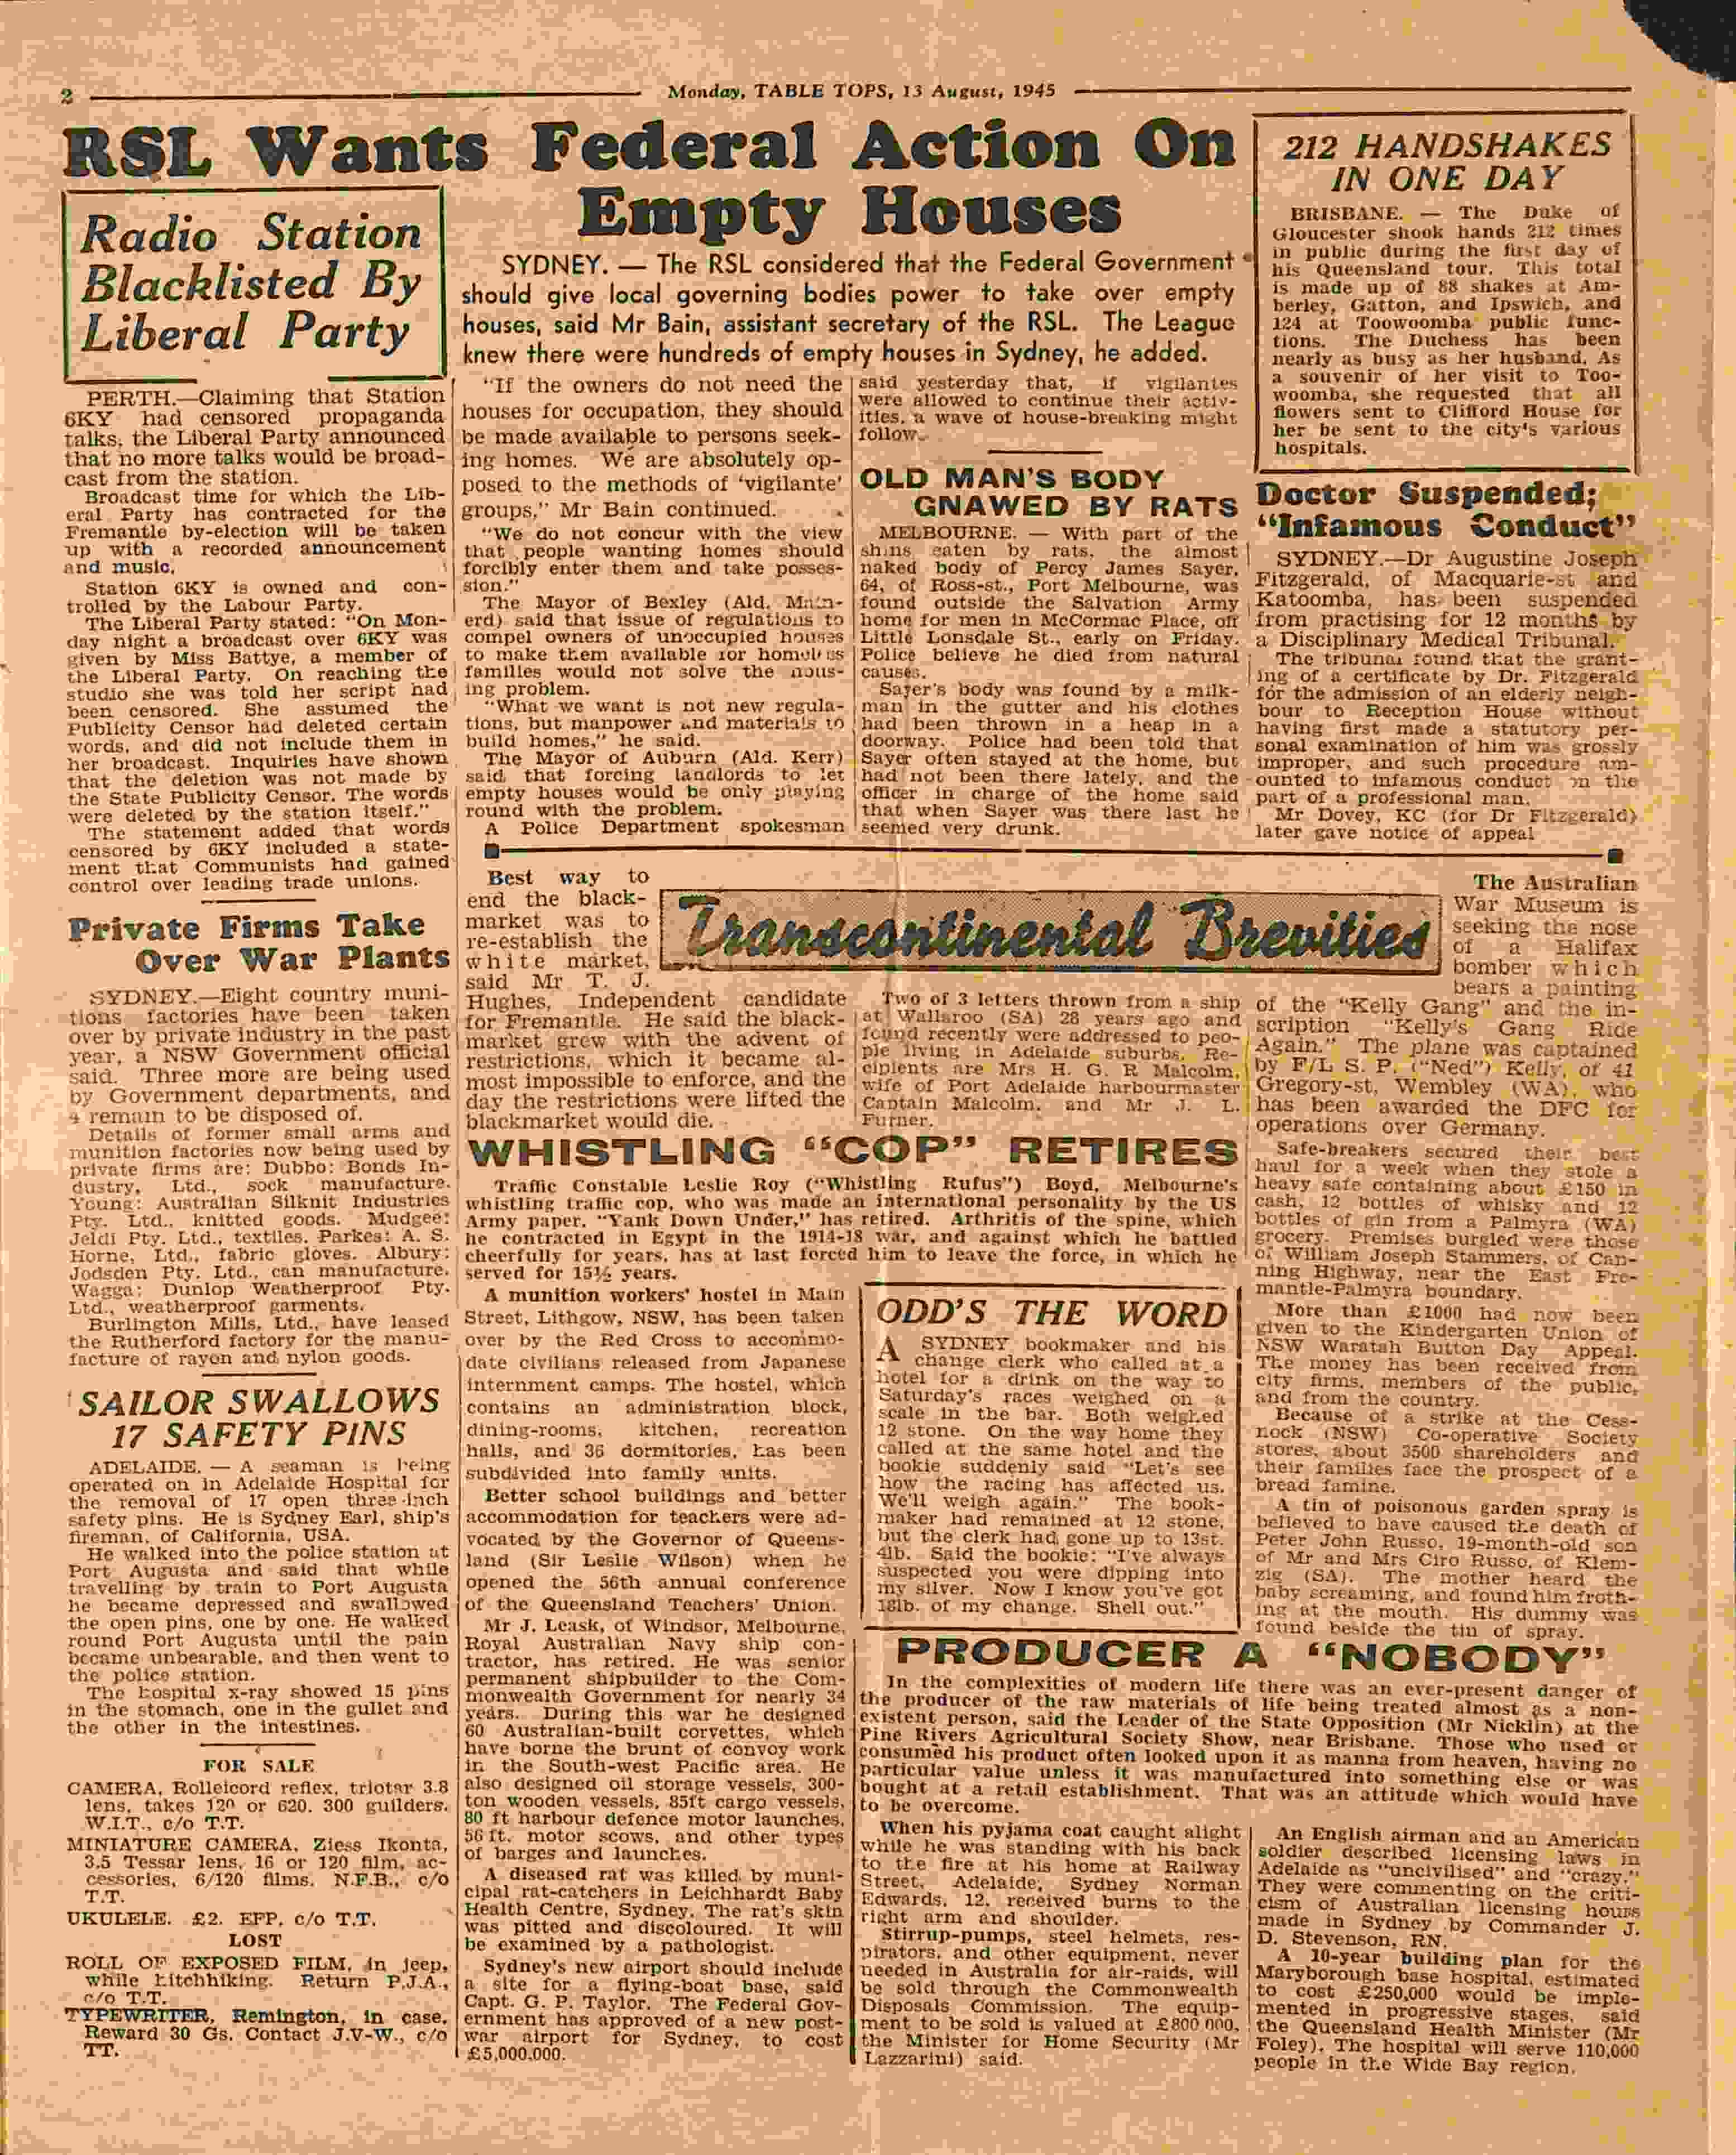 2
Monday, TABLE TOPS, 13 August, 1945
RSL Wants Federal Action On
Empty Houses
SYDNEY. — The RSL considered that the Federal Government
should give local governing bodies power to take over empty
houses, said Mr Bain, assistant secretary of the RSL. The League
knew there were hundreds of empty houses in Sydney, he added.
"If the owners do not need the
houses for occupation, they should
be made available to persons seek-
ing homes. We are absolutely op-
posed to the methods of 'vigilante'
groups," Mr Bain continued.
"We do not concur with the view
that people wanting homes should
forcibly enter them and take posses-
sion."
The Mayor of Bexley (Ald. Main-
erd) said that issue of regulations to
compel owners of unoccupied houses
to make them available for homeless
families would not solve the hous-
ing problem.
"What we want is not new regula-
tions, but manpower and materials to
build homes," he said.
The Mayor of Auburn (Ald. Kerr)
said that forcing landlords to let
empty houses would be only playing
round with the problem.
A Police Department spokesman
said yesterday that, if vigilantes
were allowed to continue their activ-
ities, a wave of house-breaking might
follow.
Radio Station
Blacklisted By
Liberal Party
PERTH.—Claiming that Station
6KY had censored propaganda
talks, the Liberal Party announced
that no more talks would be broad-
cast from the station.
Broadcast time for which the Lib-
eral Party has contracted for the
Fremantle by-election will be taken
up with a recorded announcement
and music.
Station 6KY is owned and con-
trolled by the Labour Party.
The Liberal Party stated: "On Mon-
day night a broadcast over 6KY was
given by Miss Battye, a member of
the Liberal Party. On reaching the
studio she was told her script had
been censored. She assumed the
Publicity Censor had deleted certain
words, and did not include them in
her broadcast. Inquiries have shown
that the deletion was not made by
the State Publicity Censor. The words
were deleted by the station itself."
The statement added that words
censored by 6KY included a state-
ment that Communists had gained
control over leading trade unions.
Private Firms Take
Over War Plants
SYDNEY.—Eight country muni-
tions factories have been taken
over by private industry in the past
year, a NSW Government official
said. Three more are being used
by Government departments, and
4 remain to be disposed of.
Details of former small arms and
munition factories now being used by
private firms are: Dubbo: Bonds In-
dustry, Ltd., sock manufacture.
Young: Australian Silknit Industries
Pty. Ltd., knitted goods. Mudgee:
Jeldi Pty. Ltd., textiles. Parkes: A. S.
Horne, Ltd., fabric gloves. Albury:
Jodsden Pty. Ltd., can manufacture.
Wagga: Dunlop Weatherproof Pty.
Ltd., weatherproof garments.
Burlington Mills, Ltd., have leased
the Rutherford factory for the manu-
facture of rayon and nylon goods.
SAILOR SWALLOWS
17 SAFETY PINS
ADELAIDE. — A seaman is being
operated on in Adelaide Hospital for
the removal of 17 open three-inch
safety pins. He is Sydney Earl, ship's
fireman, of California, USA.
He walked into the police station at
Port Augusta and said that while
travelling by train to Port Augusta
he became depressed and swallowed
the open pins, one by one. He walked
round Port Augusta until the pain
became unbearable, and then went to
the police station.
The hospital x-ray showed 15 pins
in the stomach, one in the gullet and
the other in the intestines.
FOR SALE
CAMERA, Rolleicord reflex, triotar 3.8
lens, takes 120 or 620. 300 guilders.
W.I.T., c/o T.T.
MINIATURE CAMERA, Ziess Ikonta,
3.5 Tessar lens, 16 or 120 film, ac-
cessories, 6/120 films. N.F.B., c/o
T.T.
UKULELE. £2. EFP, c/o T.T.
LOST
ROLL OF EXPOSED FILM, in jeep,
while hitchhiking. Return P.J.A.,
c/o T.T.
TYPEWRITER, Remington, in case,
Reward 30 Gs. Contact J.V-W., c/o
TT.
OLD MAN'S BODY
GNAWED BY RATS
MELBOURNE. — With part of the
shins eaten by rats, the almost
naked body of Percy James Sayer,
64, of Ross-st., Port Melbourne, was
found outside the Salvation Army
home for men in McCormac Place, off
Little Lonsdale St., early on Friday.
Police believe he died from natural
causes.
Sayer's body was found by a milk-
man in the gutter and his clothes
had been thrown in a heap in a
doorway. Police had been told that
Sayer often stayed at the home, but
had not been there lately, and the
officer in charge of the home said
that when Sayer was there last he
seemed very drunk.
212 HANDSHAKES
IN ONE DAY
BRISBANE. — The Duke of
Gloucester shook hands 212 times
in public during the first day of
his Queensland tour. This total
is made up of 88 shakes at Am-
berley, Gatton, and Ipswich, and
124 at Toowoomba public func-
tions. The Duchess has been
nearly as busy as her husband. As
a souvenir of her visit to Too-
woomba, she requested that all
flowers sent to Clifford House for
her be sent to the city's various
hospitals.
Doctor Suspended;
"Infamous Conduct"
SYDNEY.—Dr Augustine Joseph
Fitzgerald, of Macquarie-st and
Katoomba, has been suspended
from practising for 12 months by
a Disciplinary Medical Tribunal.
The tribunal found that the grant-
ing of a certificate by Dr. Fitzgerald
for the admission of an elderly neigh-
bour to Reception House without
having first made a statutory per-
sonal examination of him was grossly
improper, and such procedure am-
ounted to infamous conduct on the
part of a professional man.
Mr Dovey, KC (for Dr Fitzgerald)
later gave notice of appeal
Transcontinental Brevities
Best way to
end the black-
market was to
re-establish the
white market,
said Mr T. J.
Hughes, Independent candidate
for Fremantle. He said the black-
market grew with the advent of
restrictions, which it became al-
most impossible to enforce, and the
day the restrictions were lifted the
blackmarket would die.
Two of 3 letters thrown from a ship
at Wallaroo (SA) 28 years ago and
found recently were addressed to peo-
ple living in Adelaide suburbs. Re-
cipients are Mrs H. G. R Malcolm,
wife of Port Adelaide harbourmaster
Captain Malcolm, and Mr J. L.
Furner.
WHISTLING "COP" RETIRES
Traffic Constable Leslie Roy ("Whistling Rufus") Boyd, Melbourne's
whistling traffic cop, who was made an international personality by the US
Army paper, "Yank Down Under," has retired. Arthritis of the spine, which
he contracted in Egypt in the 1914-18 war, and against which he battled
cheerfully for years, has at last forced him to leave the force, in which he
served for 15½ years.
A munition workers' hostel in Main
Street, Lithgow, NSW, has been taken
over by the Red Cross to accommo-
date civilians released from Japanese
internment camps. The hostel, which
contains an administration block,
dining-rooms, kitchen, recreation
halls, and 36 dormitories, has been
subdivided into family units.
Better school buildings and better
accommodation for teachers were ad-
vocated by the Governor of Queens-
land (Sir Leslie Wilson) when he
opened the 56th annual conference
of the Queensland Teachers' Union.
Mr J. Leask, of Windsor, Melbourne,
Royal Australian Navy ship con-
tractor, has retired. He was senior
permanent shipbuilder to the Com-
monwealth Government for nearly 34
years. During this war he designed
60 Australian-built corvettes, which
have borne the brunt of convoy work
in the South-west Pacific area. He
also designed oil storage vessels, 300-
ton wooden vessels, 85ft cargo vessels,
80 ft harbour defence motor launches,
56 ft. motor scows, and other types
of barges and launches.
A diseased rat was killed by muni-
cipal rat-catchers in Leichhardt Baby
Health Centre, Sydney. The rat's skin
was pitted and discoloured. It will
be examined by a pathologist.
Sydney's new airport should include
a site for a flying-boat base, said
Capt. G. P. Taylor. The Federal Gov-
ernment has approved of a new post-
war airport for Sydney, to cost
£5,000,000.
ODD'S THE WORD
A SYDNEY bookmaker and his
change clerk who called at a
hotel for a drink on the way to
Saturday's races weighed on a
scale in the bar. Both weighed
12 stone. On the way home they
called at the same hotel and the
bookie suddenly said "Let's see
how the racing has affected us.
We'll weigh again." The book-
maker had remained at 12 stone,
but the clerk had gone up to 13st.
4lb. Said the bookie: "I've always
suspected you were dipping into
my silver. Now I know you've got
18lb. of my change. Shell out."
The Australian
War Museum is
seeking the nose
of a Halifax
bomber which
bears a painting
of the "Kelly Gang" and the in-
scription "Kelly's Gang Ride
Again." The plane was captained
by F/L S. P. ("Ned") Kelly, of 41
Gregory-st, Wembley (WA), who
has been awarded the DFC for
operations over Germany.
Safe-breakers secured their best
haul for a week when they stole a
heavy safe containing about £150 in
cash, 12 bottles of whisky and 12
bottles of gin from a Palmyra (WA)
grocery. Premises burgled were those
of William Joseph Stammers, of Can-
ning Highway, near the East Fre-
mantle-Palmyra boundary.
More than £1000 had now been
given to the Kindergarten Union of
NSW Waratah Button Day Appeal.
The money has been received from
city firms, members of the public,
and from the country.
Because of a strike at the Cess-
nock (NSW) Co-operative Society
stores, about 3500 shareholders and
their families face the prospect of a
bread famine.
A tin of poisonous garden spray is
believed to have caused the death of
Peter John Russo, 19-month-old son
of Mr and Mrs Ciro Russo, of Klem-
zig (SA). The mother heard the
baby screaming, and found him froth-
ing at the mouth. His dummy was
found beside the tin of spray.
PRODUCER A "NOBODY"
In the complexities of modern life there was an ever-present danger of
the producer of the raw materials of life being treated almost as a non-
existent person, said the Leader of the State Opposition (Mr Nicklin) at the
Pine Rivers Agricultural Society Show, near Brisbane. Those who used or
consumed his product often looked upon it as manna from heaven, having no
particular value unless it was manufactured into something else or was
bought at a retail establishment. That was an attitude which would have
to be overcome.
When his pyjama coat caught alight
while he was standing with his back
to the fire at his home at Railway
Street, Adelaide, Sydney Norman
Edwards, 12, received burns to the
right arm and shoulder.
Stirrup-pumps, steel helmets, res-
pirators, and other equipment, never
needed in Australia for air-raids, will
be sold through the Commonwealth
Disposals Commission. The equip-
ment to be sold is valued at £800,000,
the Minister for Home Security (Mr
Lazzarini) said.
An English airman and an American
soldier described licensing laws in
Adelaide as "uncivilised" and "crazy."
They were commenting on the criti-
cism of Australian licensing hours
made in Sydney by Commander J.
D. Stevenson, RN.
A 10-year building plan for the
Maryborough base hospital, estimated
to cost £250,000 would be imple-
mented in progressive stages, said
the Queensland Health Minister (Mr
Foley). The hospital will serve 110,000
people in the Wide Bay region.